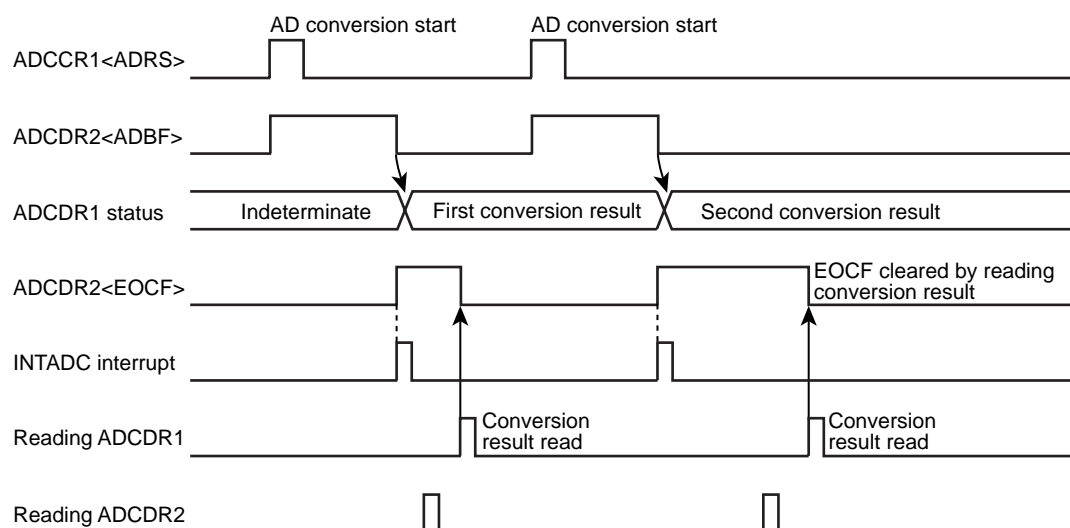 AD conversion start AD conversion start
ADCCR1<ADRS>
ADCDR2<ADBF>
ADCDR1 status Indeterminate First conversion result Second conversion result
ADCDR2<EOCF> EOCF cleared by reading
conversion result
INTADC interrupt
Reading ADCDR1 Conversion
result read Conversion
result read
Reading ADCDR2